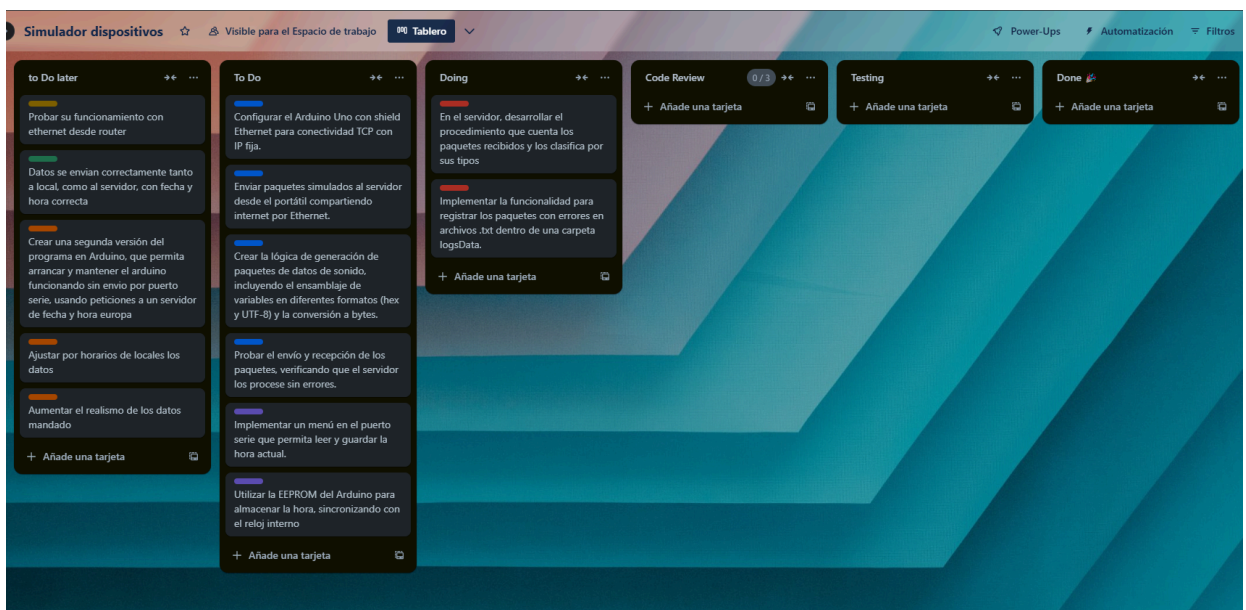 Simulador dispositivos
Visible para el Espacio de trabajo
Tablero
Power-Ups
Automatización
Filtros
to Do later
Probar su funcionamiento con
ethernet desde router
Datos se envian correctamente tanto
a local, como al servidor, con fecha y
hora correcta
Crear una segunda versión del
programa en Arduino, que permita
arrancar y mantener el arduino
funcionando sin envio por puerto
serie, usando peticiones a un servidor
de fecha y hora europa
Ajustar por horarios de locales los
datos
Aumentar el realismo de los datos
mandado
+ Añade una tarjeta
To Do
Configurar el Arduino Uno con shield
Ethernet para conectividad TCP con
IP fija.
Enviar paquetes simulados al servidor
desde el portátil compartiendo
internet por Ethernet.
Crear la lógica de generación de
paquetes de datos de sonido,
incluyendo el ensamblaje de
variables en diferentes formatos (hex
y UTF-8) y la conversión a bytes.
Probar el envío y recepción de los
paquetes, verificando que el servidor
los procese sin errores.
Implementar un menú en el puerto
serie que permita leer y guardar la
hora actual.
Utilizar la EEPROM del Arduino para
almacenar la hora, sincronizando con
el reloj interno
+ Añade una tarjeta
Doing
En el servidor, desarrollar el
procedimiento que cuenta los
paquetes recibidos y los clasifica por
sus tipos
Implementar la funcionalidad para
registrar los paquetes con errores en
archivos .txt dentro de una carpeta
logsData.
+ Añade una tarjeta
Code Review
0/3
+ Añade una tarjeta
Testing
+ Añade una tarjeta
Done 🎉
+ Añade una tarjeta